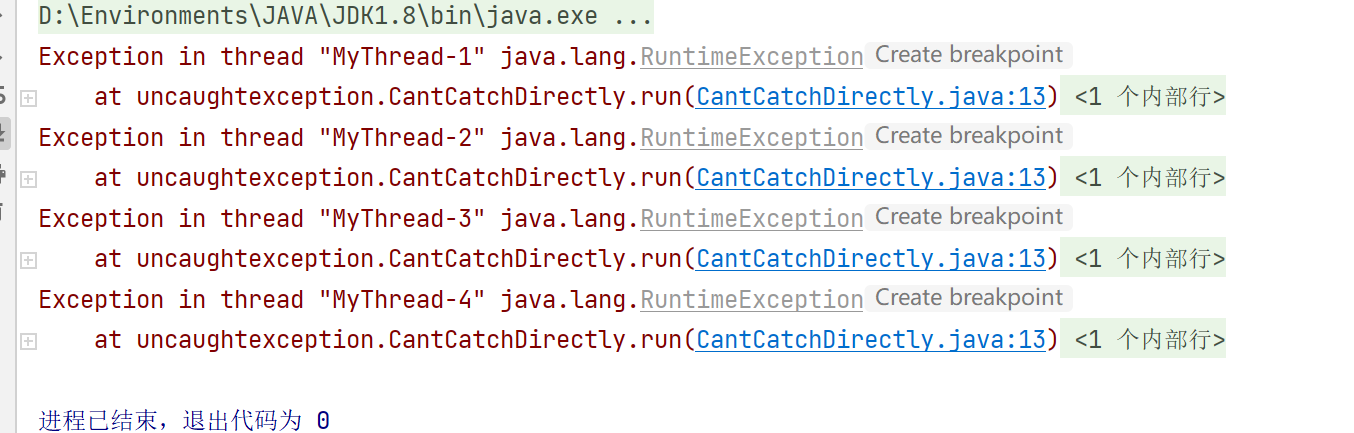 D:\Environments\JAVA\JDK1.8\bin\java.exe ...
Exception in thread "MyThread-1" java.lang.RuntimeException Create breakpoint
    at uncaughtexception.CantCatchDirectly.run(CantCatchDirectly.java:13) <1 个内部行>
Exception in thread "MyThread-2" java.lang.RuntimeException Create breakpoint
    at uncaughtexception.CantCatchDirectly.run(CantCatchDirectly.java:13) <1 个内部行>
Exception in thread "MyThread-3" java.lang.RuntimeException Create breakpoint
    at uncaughtexception.CantCatchDirectly.run(CantCatchDirectly.java:13) <1 个内部行>
Exception in thread "MyThread-4" java.lang.RuntimeException Create breakpoint
    at uncaughtexception.CantCatchDirectly.run(CantCatchDirectly.java:13) <1 个内部行>
进程已结束，退出代码为 0